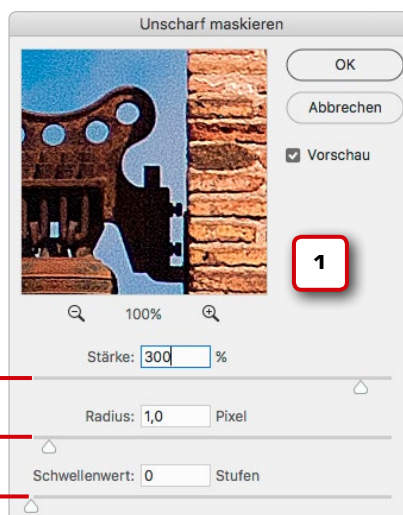 Unscharf maskieren
OK
Abbrechen
Vorschau
1
100%
Stärke: 300 %
Radius: 1,0 Pixel
Schwellenwert: 0 Stufen